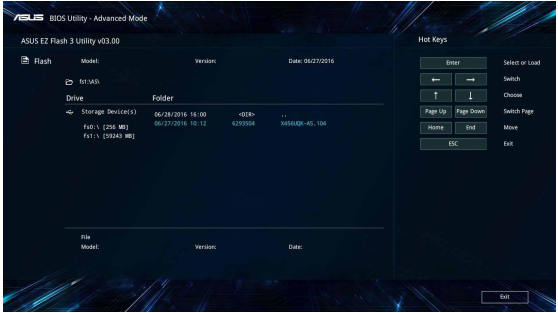 ASUS BIOS Utility - Advanced Mode
ASUS EZ Flash 3 Utility v03.00
Flash Model: Version: Date: 06/27/2016
fs1:\A5\
Drive Folder
Storage Device(s) 06/28/2016 16:00 <DIR> ..
fs0:\ [256 MB] 06/27/2016 10:12 6293504 X456UQK-AS.104
fs1:\ [59243 MB]
File
Model: Version: Date:
Hot Keys
Enter Select or Load
← → Switch
↑ ↓ Choose
Page Up Page Down Switch Page
Home End Move
ESC Exit
Exit